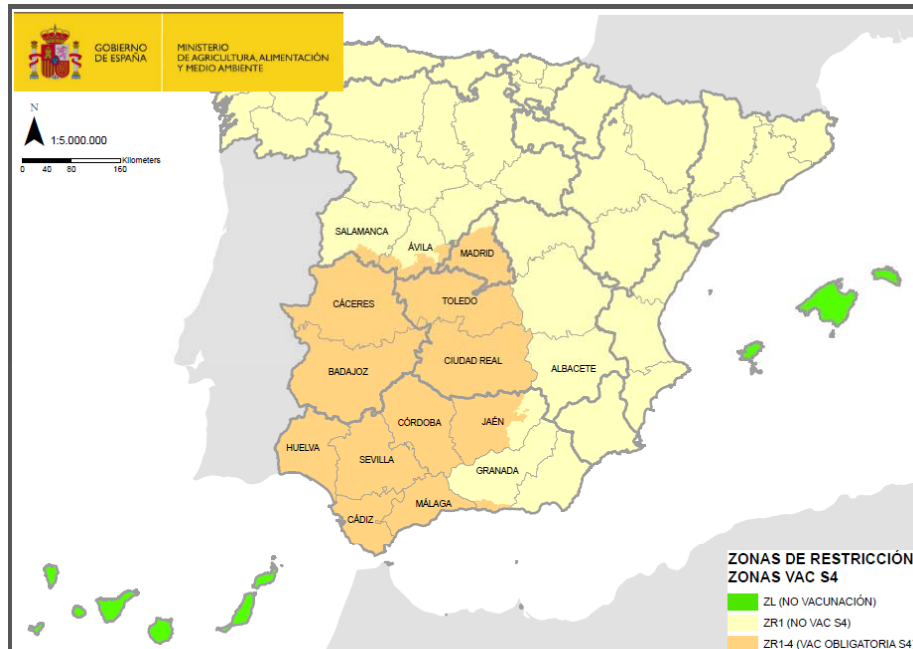 GOBIERNO
DE ESPAÑA
MINISTERIO
DE AGRICULTURA, ALIMENTACIÓN
Y MEDIO AMBIENTE
N
1:5.000.000
Kilometers
0 40 80 160
SALAMANCA
ÁVILA
MADRID
CÁCERES
TOLEDO
BADAJOZ
CIUDAD REAL
ALBACETE
CÓRDOBA
JAÉN
HUELVA
SEVILLA
GRANADA
MÁLAGA
CÁDIZ
ZONAS DE RESTRICCIÓN
ZONAS VAC S4
ZL (NO VACUNACIÓN)
ZR1 (NO VAC S4)
ZR1-4 (VAC OBLIGATORIA S4